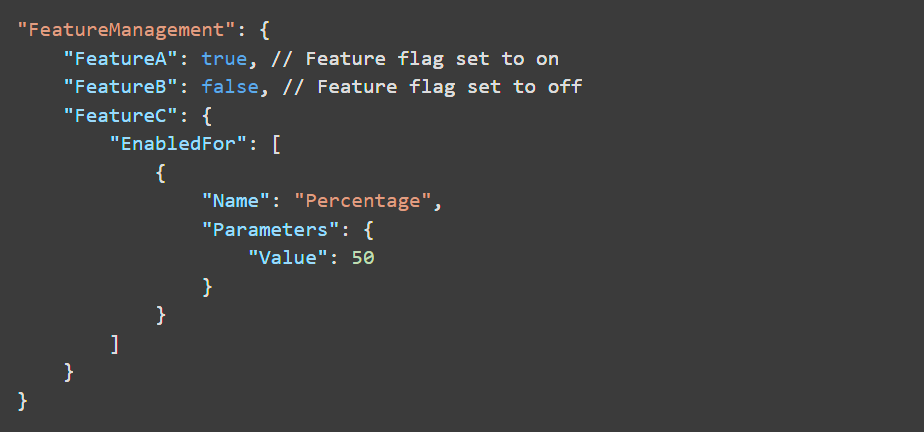 "FeatureManagement": {
    "FeatureA": true, // Feature flag set to on
    "FeatureB": false, // Feature flag set to off
    "FeatureC": {
        "EnabledFor": [
            {
                "Name": "Percentage",
                "Parameters": {
                    "Value": 50
                }
            }
        ]
    }
}